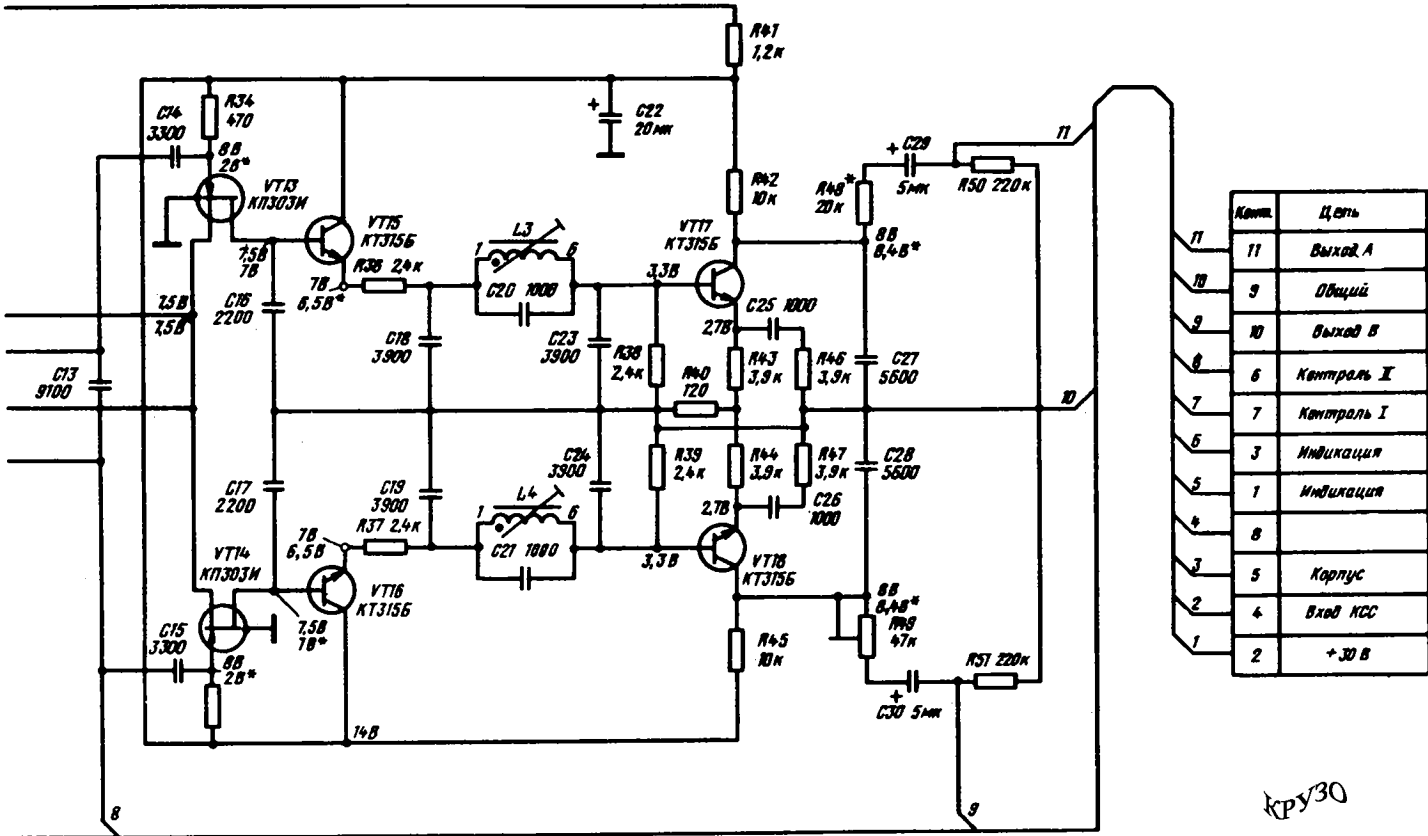 R41
1,2к
C14
3300
R34
470
8В
2В*
VT13
КП303И
+
C22
20мк
R42
10к
R48*
20к
+ C29
5мк
R50 220к
11
VT15
КТ315Б
7,5В
7В
7В
6,5В*
R36 2,4к
1
L3
6
C20 1000
3,3В
VT17
КТ315Б
8В
8,4В*
C25 1000
2,7В
7,5В
7,5В
C16
2200
C18
3900
C23
3900
R38
2,4к
R40
120
R43
3,9к
R46
3,9к
C27
5600
C13
9100
10
C17
2200
C19
3900
C24
3900
R39
2,4к
R44
3,9к
R47
3,9к
C28
5600
C26
1000
2,7В
R37 2,4к
7В
6,5В*
1
L4
6
C21 1000
3,3В
VT18
КТ315Б
VT14
КП303И
VT16
КТ315Б
7,5В
7В*
C15
3300
8В
2В*
8В
8,4В*
R49
47к
R45
10к
R51 220к
+
C30 5мк
14В
8
9
Конт. Цепь
11 11 Выход А
10 9 Общий
9 10 Выход В
8 6 Контроль II
7 7 Контроль I
6 3 Индикация
5 1 Индикация
4 8
3 5 Корпус
2 4 Вход КСС
1 2 +30 В
КРУЗО